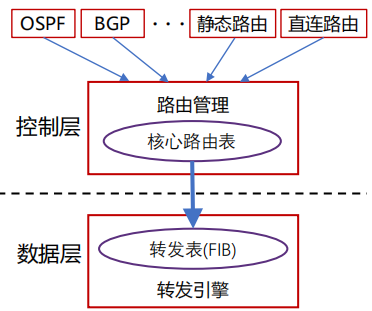 OSPF BGP ··· 静态路由 直连路由
路由管理
控制层
核心路由表
数据层
转发表(FIB)
转发引擎